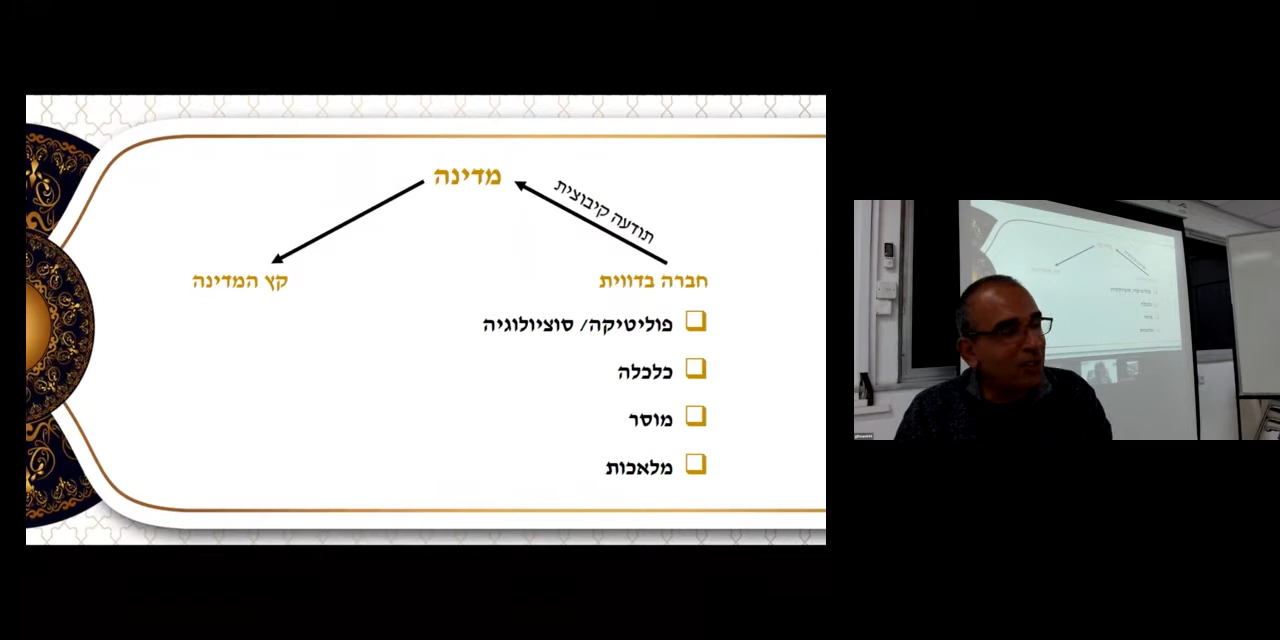 מדינה
תודעה קיבוצית
חברה בדווית
קץ המדינה
פוליטיקה/ סוציולוגיה
כלכלה
מוסר
מלאכות